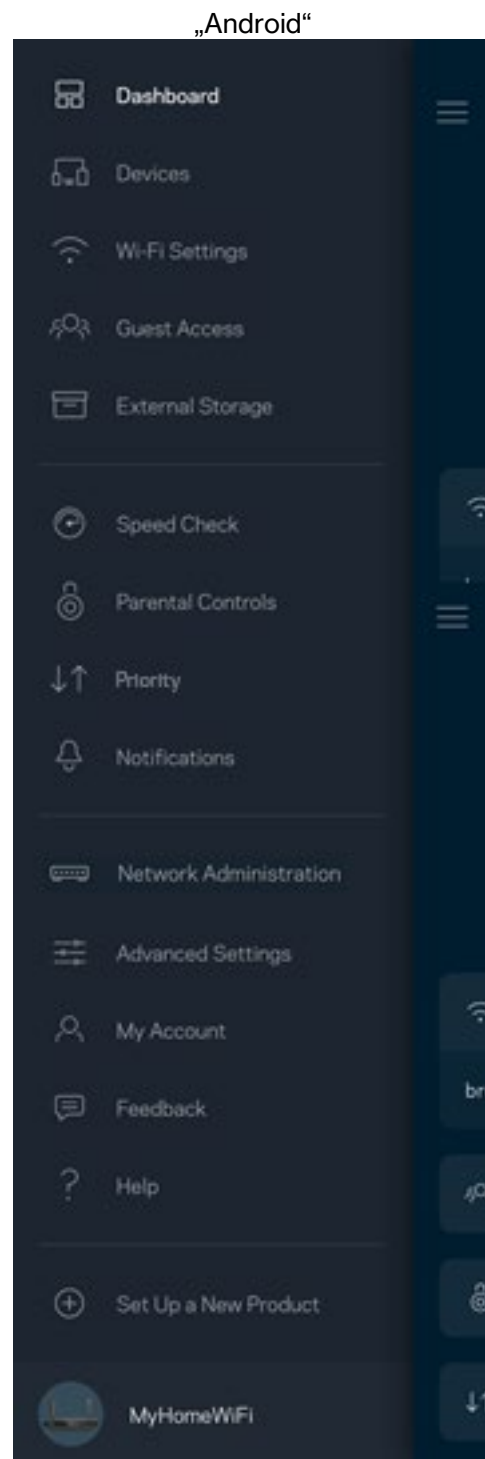 „Android“
Dashboard
Devices
Wi-Fi Settings
Guest Access
External Storage
Speed Check
Parental Controls
Priority
Notifications
Network Administration
Advanced Settings
My Account
Feedback
Help
Set Up a New Product
MyHomeWiFi
br